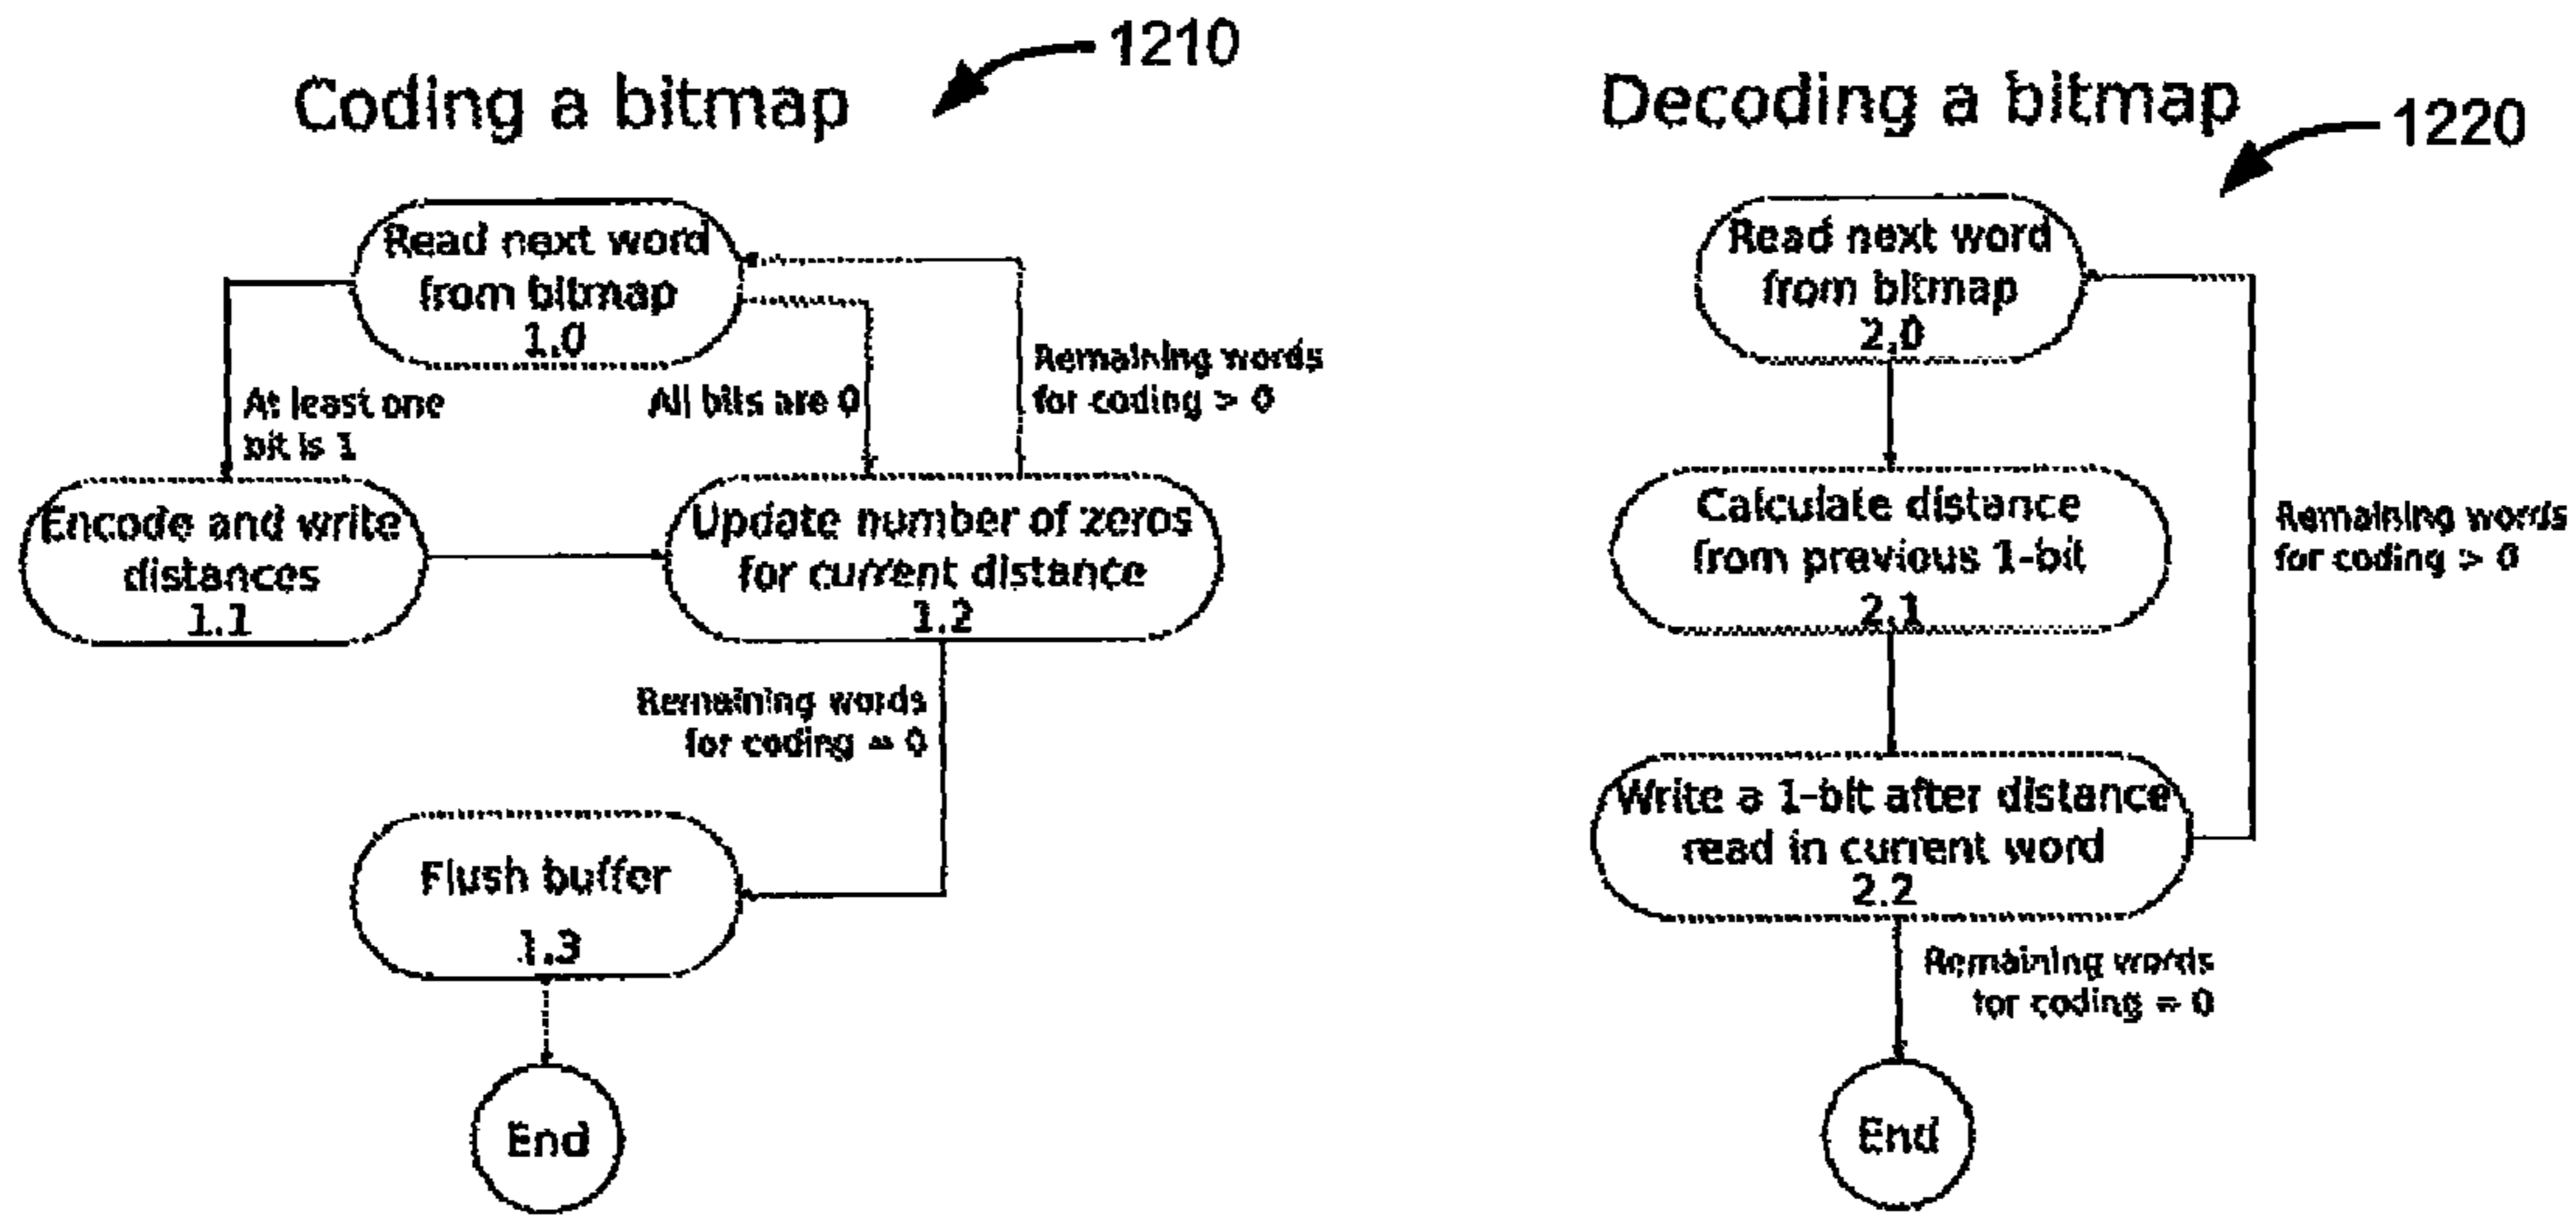 1210
Coding a bitmap
Read next word
from bitmap
1.0
At least one
bit is 1
All bits are 0
Remaining words
for coding > 0
Encode and write
distances
1.1
Update number of zeros
for current distance
1.2
Remaining words
for coding = 0
Flush buffer
1.3
End
Decoding a bitmap
1220
Read next word
from bitmap
2.0
Calculate distance
from previous 1-bit
2.1
Remaining words
for coding > 0
Write a 1-bit after distance
read in current word
2.2
Remaining words
for coding = 0
End